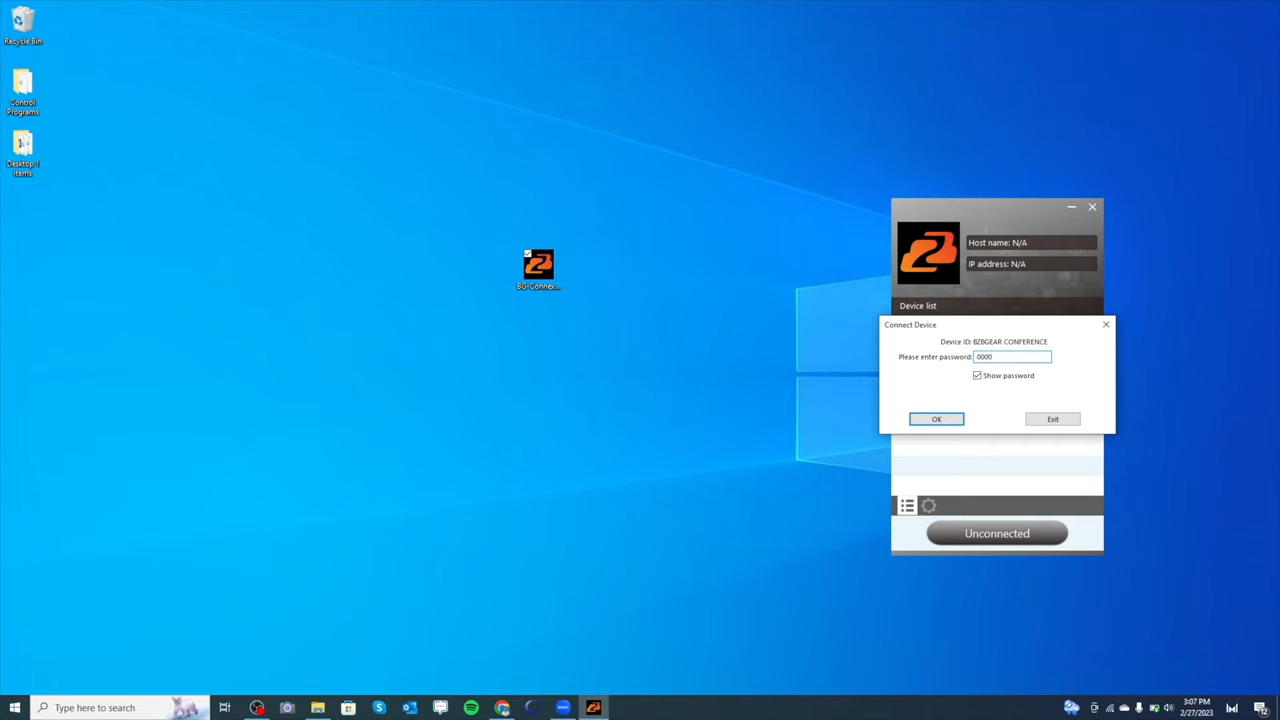 Recycle Bin
Control
Programs
Desktop 1
Items
BG-Connex...
Host name: N/A
IP address: N/A
Device list
Connect Device
Device ID: BZBGEAR CONFERENCE
Please enter password: 0000
Show password
OK
Exit
Unconnected
Type here to search
3:07 PM
2/27/2023
12